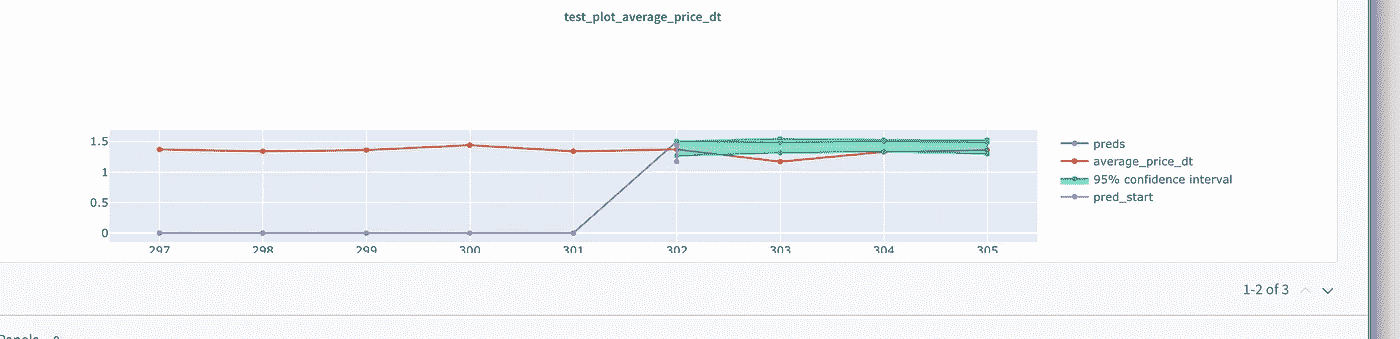 test_plot_average_price_dt
1.5
1
0.5
0
297 298 299 300 301 302 303 304 305
preds
average_price_dt
95% confidence interval
pred_start
1-2 of 3
Panels